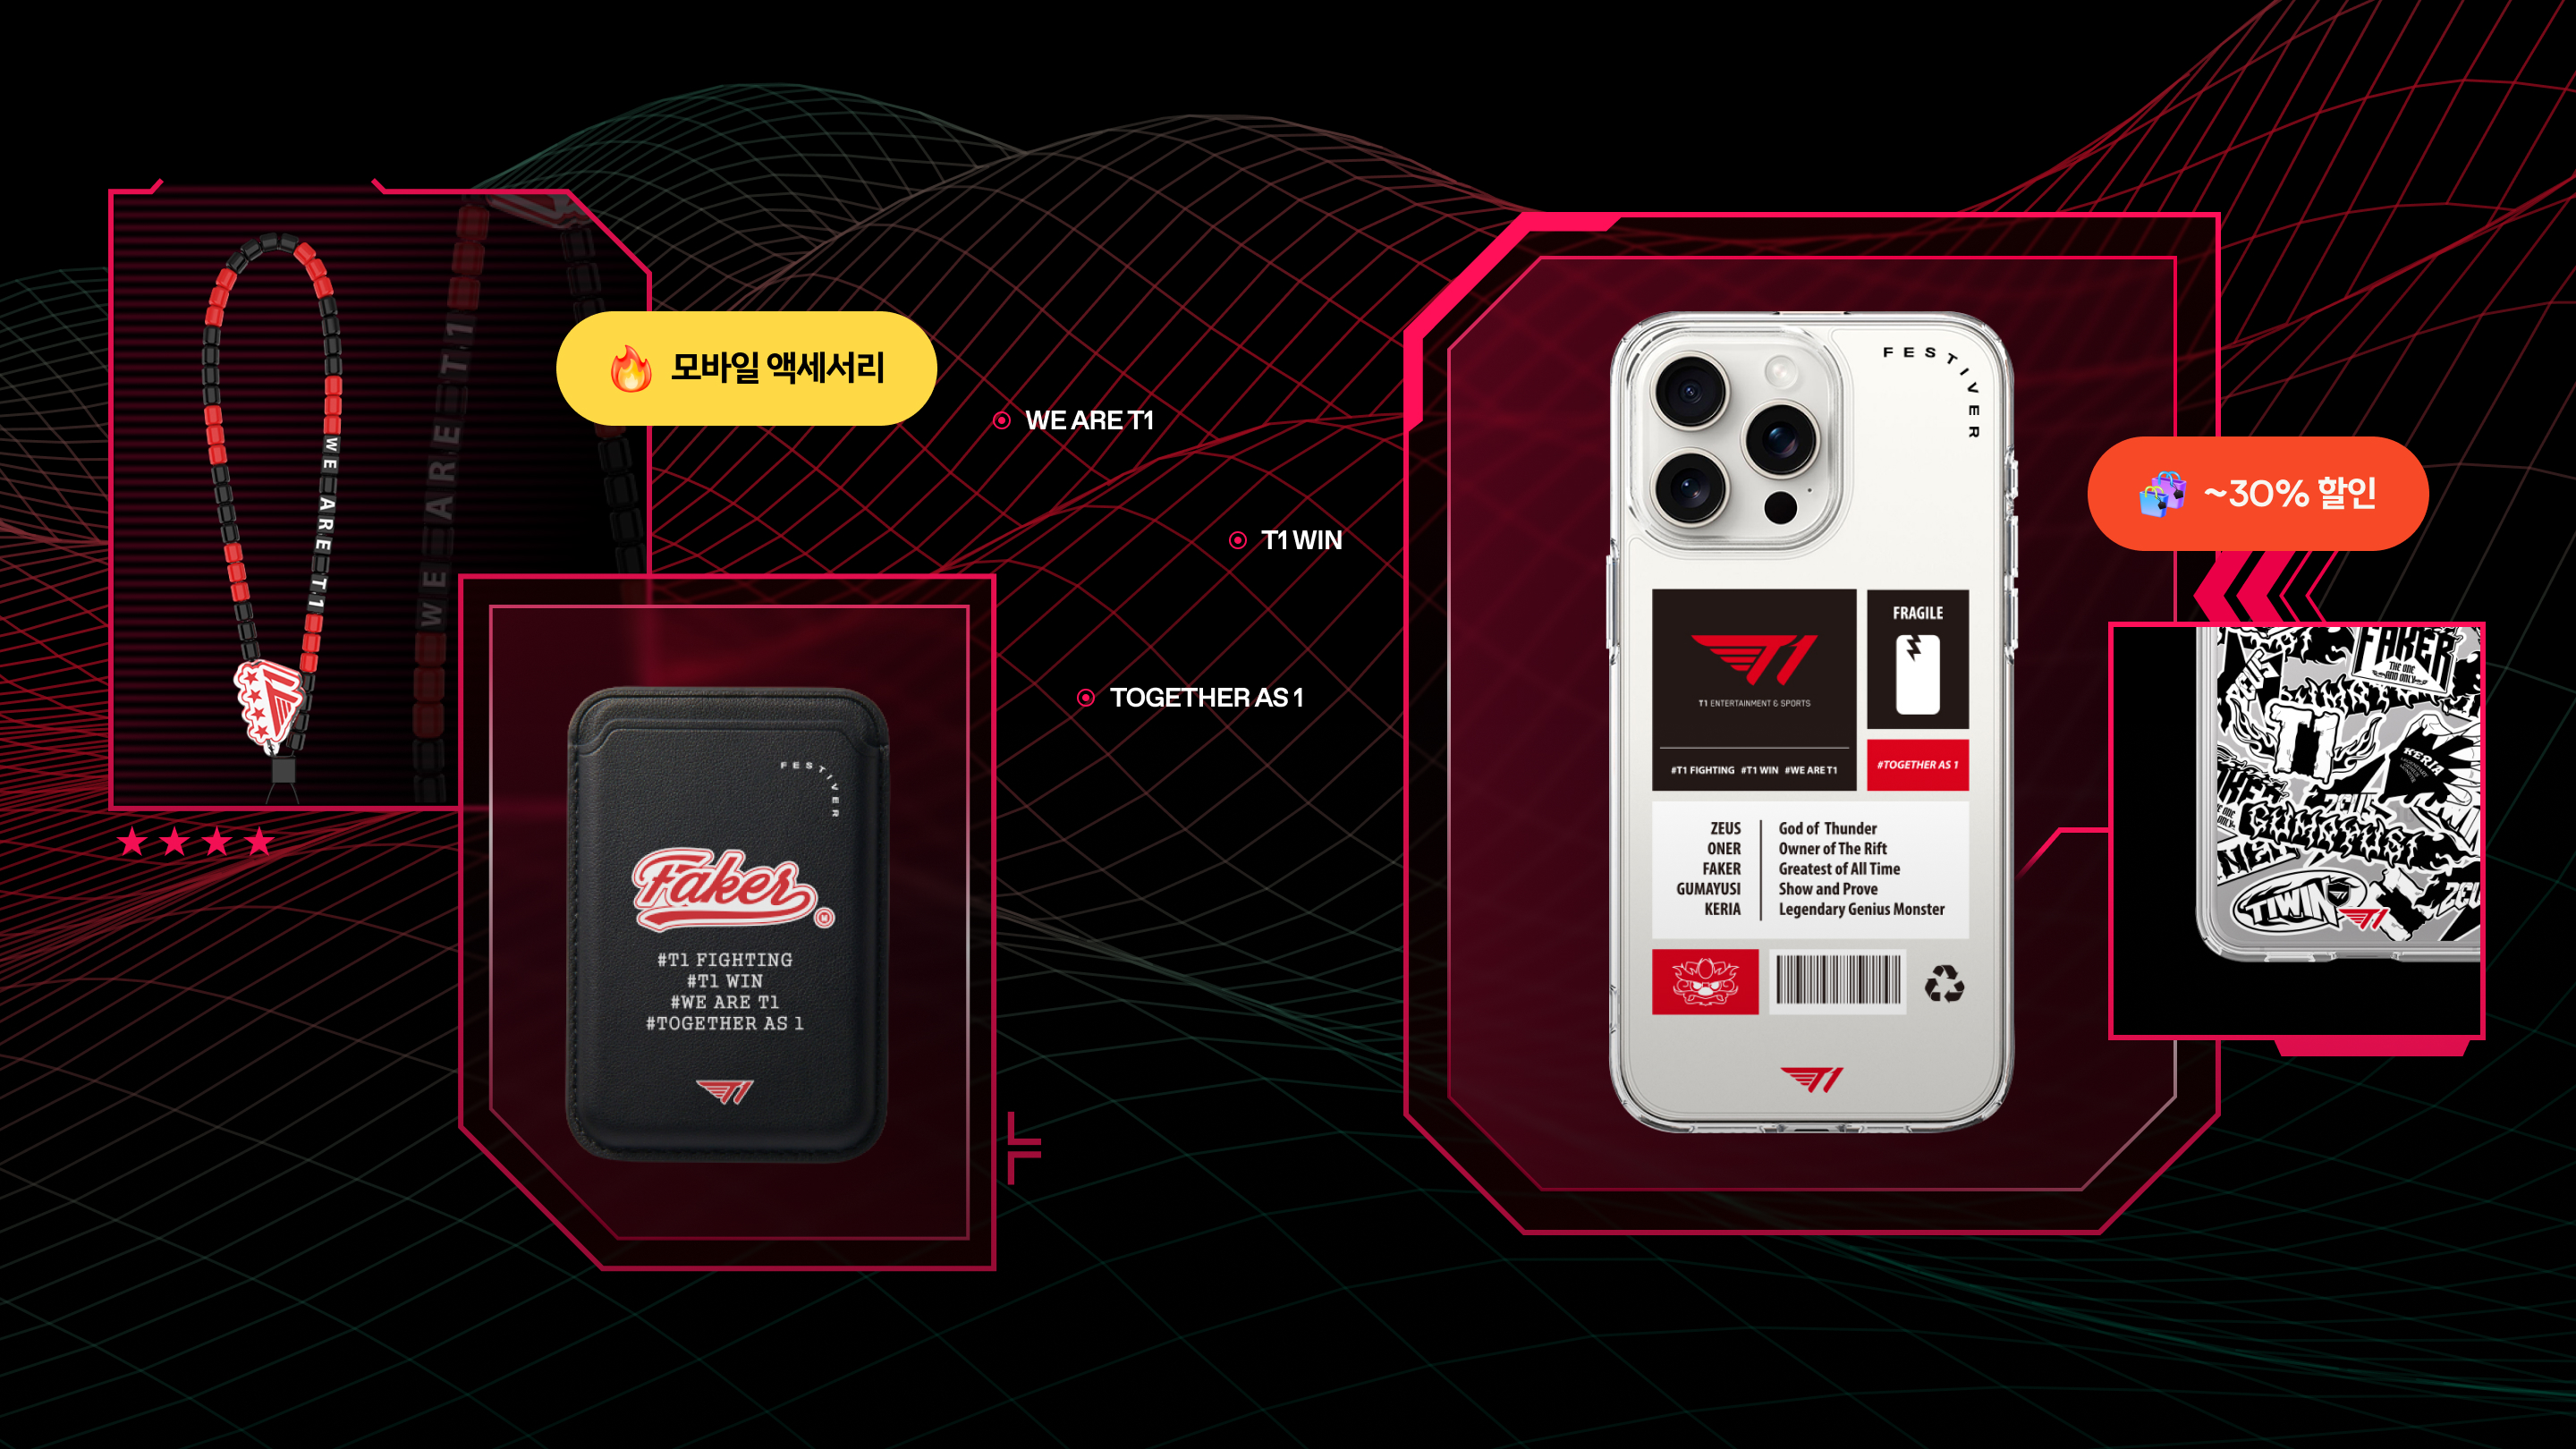 WE ARE T1
WE ARE T1
모바일 액세서리
WE ARE T1
T1 WIN
TOGETHER AS 1
FESTIVER
Faker
#T1 FIGHTING
#T1 WIN
#WE ARE T1
#TOGETHER AS 1
T1
FESTIVER
T1
T1 ENTERTAINMENT & SPORTS
#T1 FIGHTING #T1 WIN #WE ARE T1
FRAGILE
#TOGETHER AS 1
ZEUS God of Thunder
ONER Owner of The Rift
FAKER Greatest of All Time
GUMAYUSI Show and Prove
KERIA Legendary Genius Monster
T1
~30% 할인
FAKER
THE ONE
AND ONLY
ZEUS
T1
KERIA
ZEUS
GUMAYUSI
T1WIN
T1